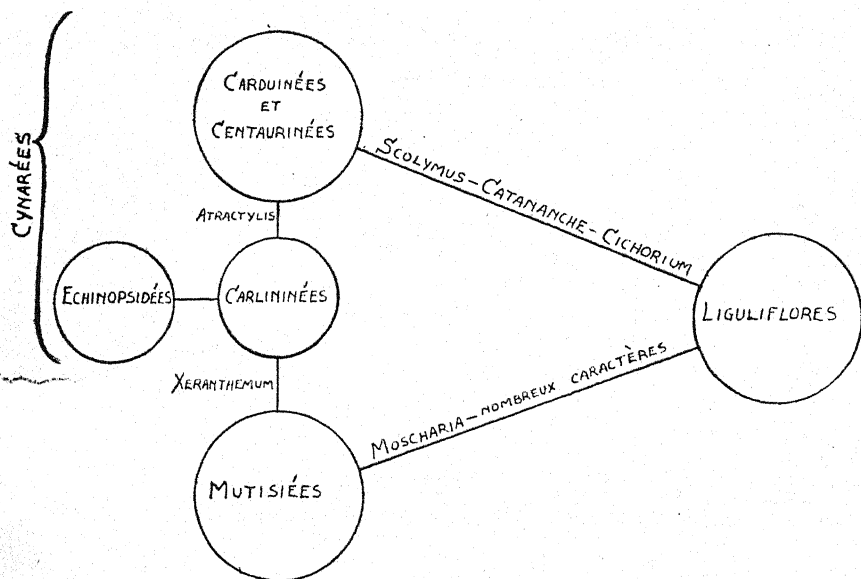 CYNARÉES
CARDUINÉES
ET
CENTAURINÉES
SCOLYMUS – CATANANCHE – CICHORIUM
ATRACTYLIS
ECHINOPSIDÉES
CARLININÉES
LIGULIFLORES
XERANTHEMUM
MOSCHARIA – NOMBREUX CARACTÈRES
MUTISIÉES